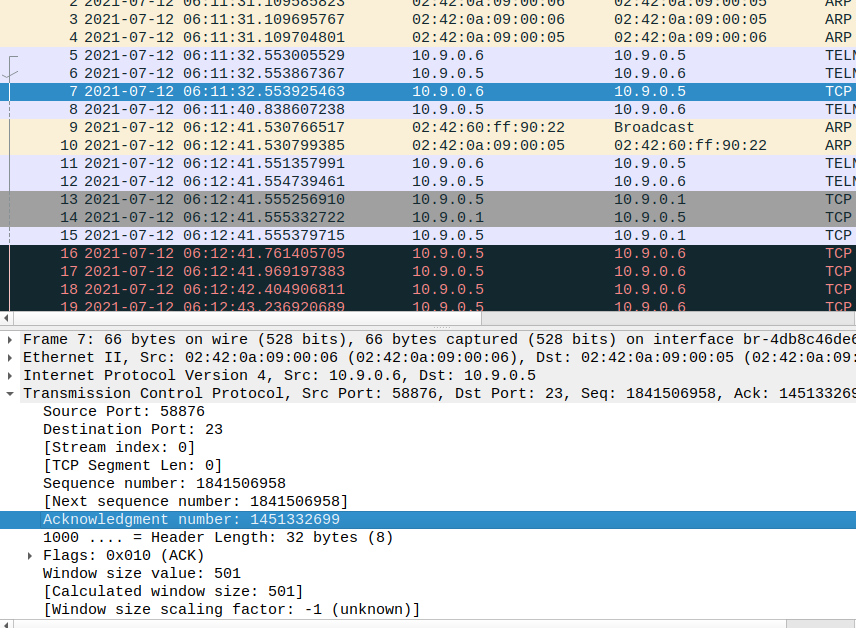 2 2021-07-12 06:11:31.109585823 02:42:0a:09:00:06 02:42:0a:09:00:05 ARP
3 2021-07-12 06:11:31.109695767 02:42:0a:09:00:06 02:42:0a:09:00:05 ARP
4 2021-07-12 06:11:31.109704801 02:42:0a:09:00:05 02:42:0a:09:00:06 ARP
5 2021-07-12 06:11:32.553005529 10.9.0.6 10.9.0.5 TELN
6 2021-07-12 06:11:32.553867367 10.9.0.5 10.9.0.6 TELN
7 2021-07-12 06:11:32.553925463 10.9.0.6 10.9.0.5 TCP
8 2021-07-12 06:11:40.838607238 10.9.0.5 10.9.0.6 TELN
9 2021-07-12 06:12:41.530766517 02:42:60:ff:90:22 Broadcast ARP
10 2021-07-12 06:12:41.530799385 02:42:0a:09:00:05 02:42:60:ff:90:22 ARP
11 2021-07-12 06:12:41.551357991 10.9.0.6 10.9.0.5 TELN
12 2021-07-12 06:12:41.554739461 10.9.0.5 10.9.0.6 TELN
13 2021-07-12 06:12:41.555256910 10.9.0.5 10.9.0.1 TCP
14 2021-07-12 06:12:41.555332722 10.9.0.1 10.9.0.5 TCP
15 2021-07-12 06:12:41.555379715 10.9.0.5 10.9.0.1 TCP
16 2021-07-12 06:12:41.761405705 10.9.0.5 10.9.0.6 TCP
17 2021-07-12 06:12:41.969197383 10.9.0.5 10.9.0.6 TCP
18 2021-07-12 06:12:42.404906811 10.9.0.5 10.9.0.6 TCP
19 2021-07-12 06:12:43.236920689 10.9.0.5 10.9.0.6 TCP
Frame 7: 66 bytes on wire (528 bits), 66 bytes captured (528 bits) on interface br-4db8c46de6
Ethernet II, Src: 02:42:0a:09:00:06 (02:42:0a:09:00:06), Dst: 02:42:0a:09:00:05 (02:42:0a:09:
Internet Protocol Version 4, Src: 10.9.0.6, Dst: 10.9.0.5
Transmission Control Protocol, Src Port: 58876, Dst Port: 23, Seq: 1841506958, Ack: 145133269
Source Port: 58876
Destination Port: 23
[Stream index: 0]
[TCP Segment Len: 0]
Sequence number: 1841506958
[Next sequence number: 1841506958]
Acknowledgment number: 1451332699
1000 .... = Header Length: 32 bytes (8)
Flags: 0x010 (ACK)
Window size value: 501
[Calculated window size: 501]
[Window size scaling factor: -1 (unknown)]